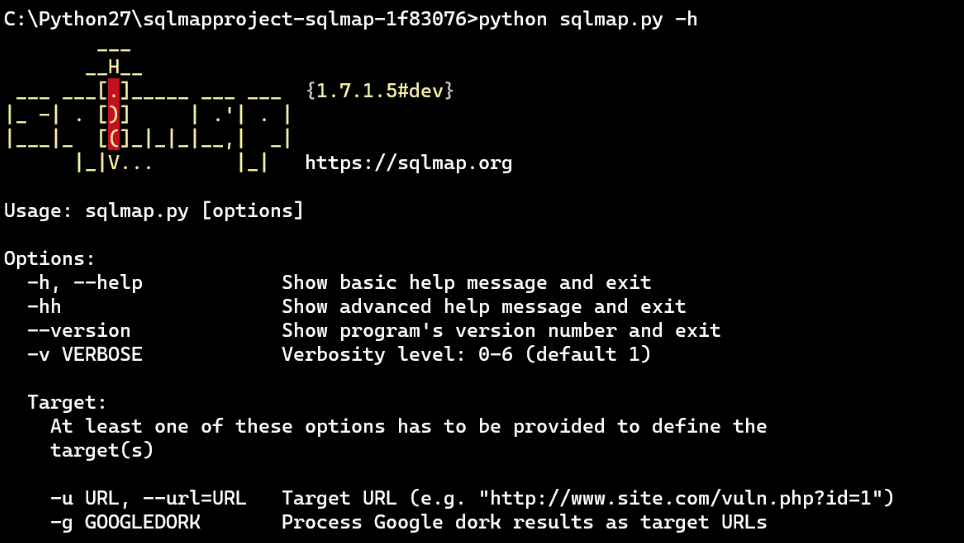 C:\Python27\sqlmapproject-sqlmap-1f83076>python sqlmap.py -h
        ___
       __H__
 ___ ___[.]_____ ___ ___  {1.7.1.5#dev}
|_ -| . [)]     | .'| . |
|___|_  [(]_|_|_|__,|  _|
      |_|V...       |_|   https://sqlmap.org
Usage: sqlmap.py [options]
Options:
  -h, --help            Show basic help message and exit
  -hh                   Show advanced help message and exit
  --version             Show program's version number and exit
  -v VERBOSE            Verbosity level: 0-6 (default 1)
  Target:
    At least one of these options has to be provided to define the
    target(s)
    -u URL, --url=URL   Target URL (e.g. "http://www.site.com/vuln.php?id=1")
    -g GOOGLEDORK       Process Google dork results as target URLs